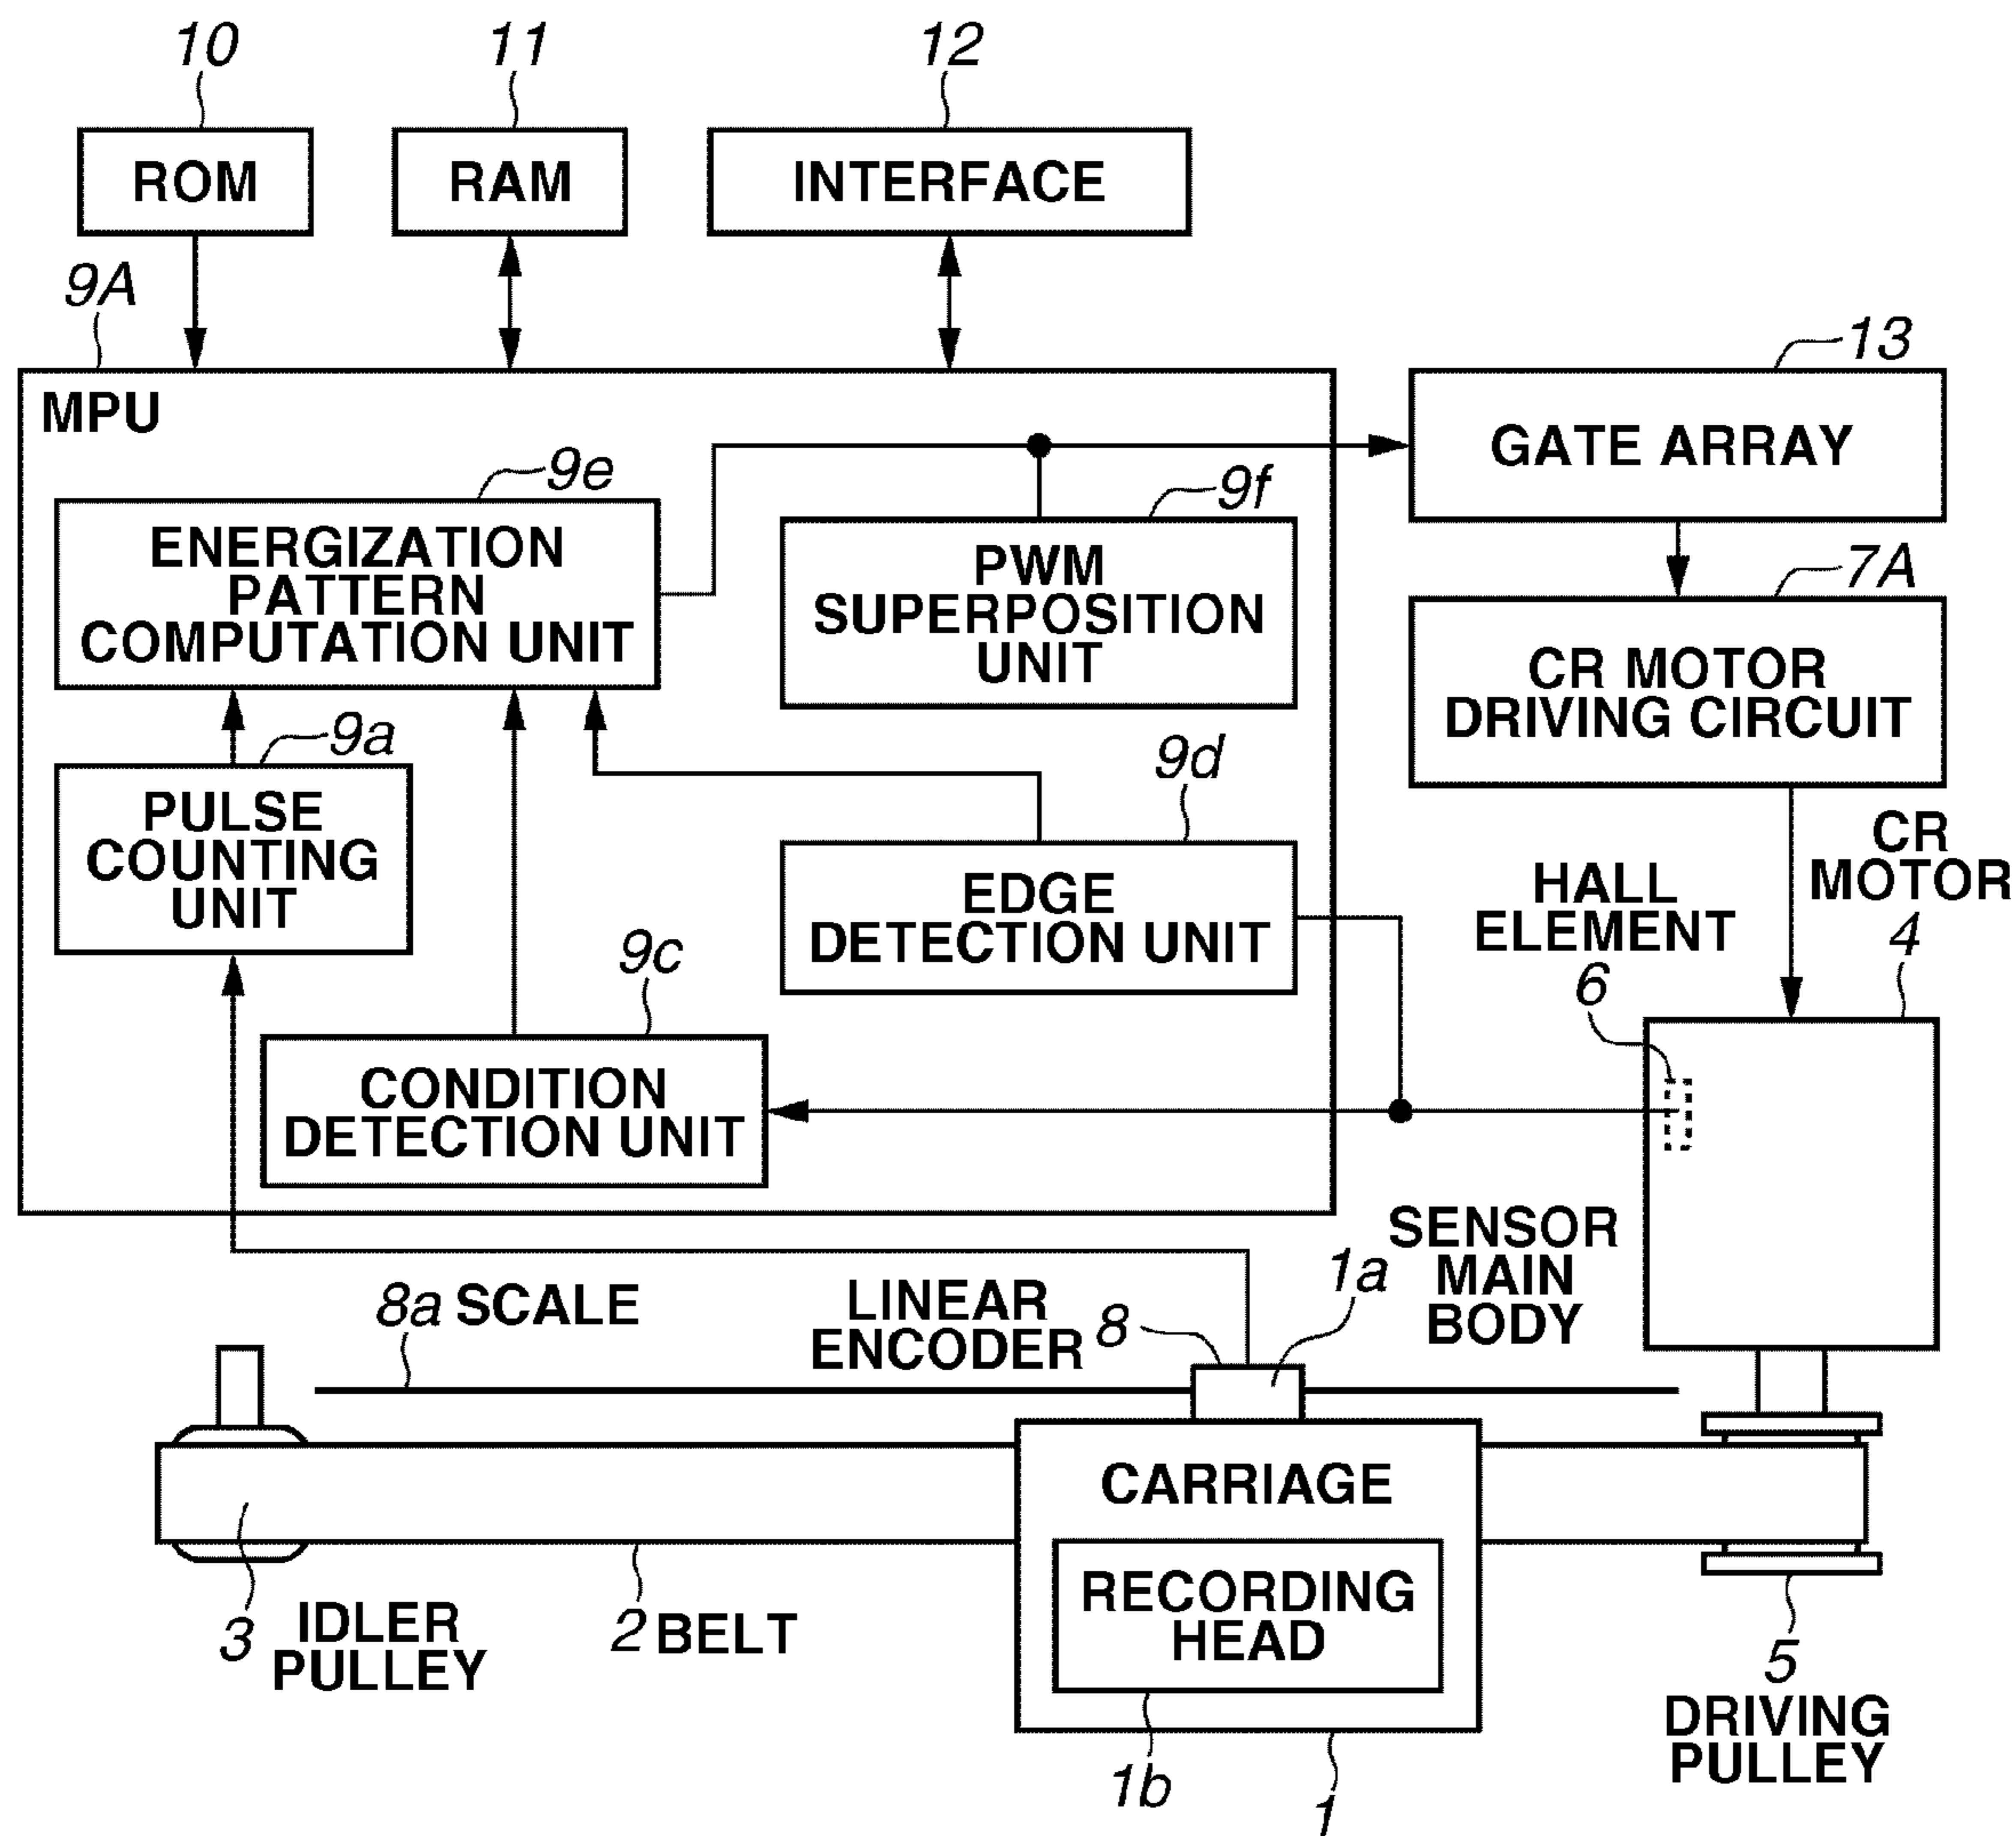 10
11
12
ROM
RAM
INTERFACE
9A
13
MPU
GATE ARRAY
9e
9f
ENERGIZATION
PATTERN
COMPUTATION UNIT
PWM
SUPERPOSITION
UNIT
7A
CR MOTOR
DRIVING CIRCUIT
9a
9d
PULSE
COUNTING
UNIT
EDGE
DETECTION UNIT
CR
MOTOR
4
HALL
ELEMENT
6
9c
CONDITION
DETECTION UNIT
SENSOR
MAIN
BODY
1a
8a SCALE
LINEAR
ENCODER 8
CARRIAGE
RECORDING
HEAD
3 IDLER
PULLEY
2 BELT
1b
1
5
DRIVING
PULLEY